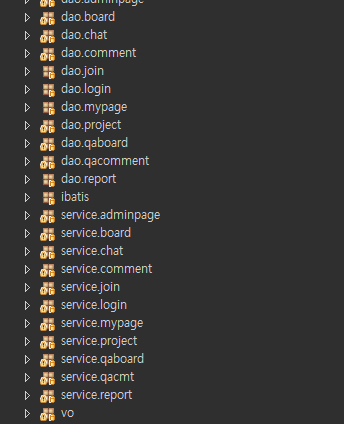 dao.adminpage
dao.board
dao.chat
dao.comment
dao.join
dao.login
dao.mypage
dao.project
dao.qaboard
dao.qacomment
dao.report
ibatis
service.adminpage
service.board
service.chat
service.comment
service.join
service.login
service.mypage
service.project
service.qaboard
service.qacmt
service.report
vo